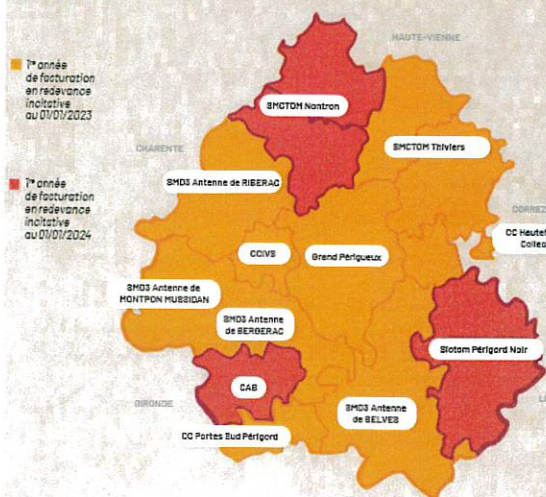 HAUTE-VIENNE
1re année
de facturation
en redevance
incitative
au 01/01/2023
SMCTOM Nontron
CHARENTE
SMCTOM Thiviers
1re année
de facturation
en redevance
incitative
au 01/01/2024
SMD3 Antenne de RIBERAC
CORREZ
CC Hautef
Collec
CCIVS
Grand Périgueux
SMD3 Antenne de
MONTPON MUSSIDAN
SMD3 Antenne
de BERGERAC
Sictom Périgord Noir
CAB
L
GIRONDE
SMD3 Antenne
de BELVES
CC Portes Sud Périgord